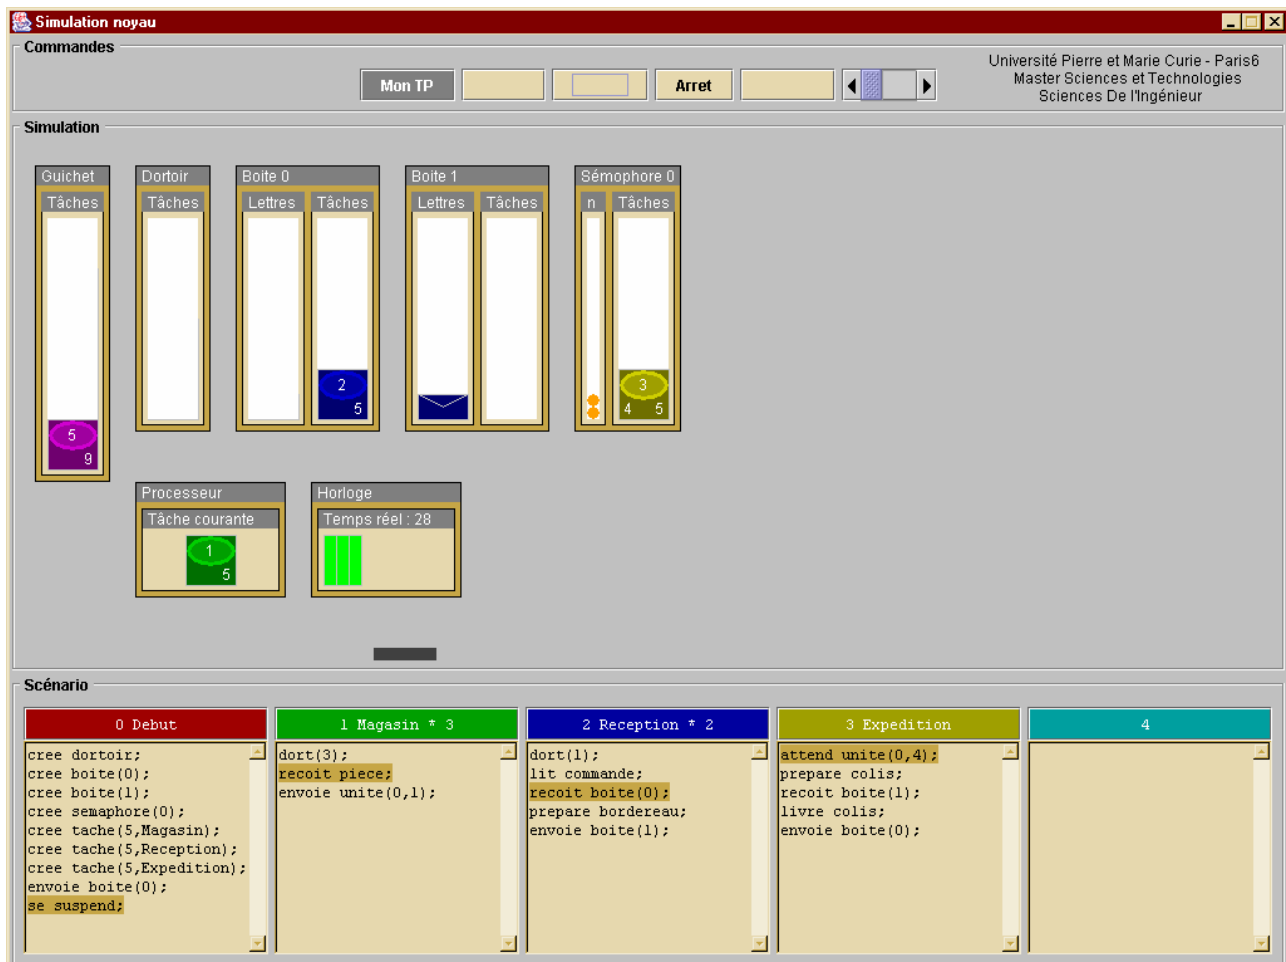 Simulation noyau
Commandes
Mon TP
Arret
Université Pierre et Marie Curie - Paris6
Master Sciences et Technologies
Sciences De l'Ingénieur
Simulation
Guichet
Tâches
5
9
Dortoir
Tâches
Boite 0
Lettres Tâches
2
5
Boite 1
Lettres Tâches
Sémophore 0
n Tâches
3
4 5
Processeur
Tâche courante
1
5
Horloge
Temps réel : 28
Scénario
0 Debut
cree dortoir;
cree boite(0);
cree boite(1);
cree semaphore(0);
cree tache(5,Magasin);
cree tache(5,Reception);
cree tache(5,Expedition);
envoie boite(0);
se suspend;
1 Magasin * 3
dort(3);
recoit piece;
envoie unite(0,1);
2 Reception * 2
dort(1);
lit commande;
recoit boite(0);
prepare bordereau;
envoie boite(1);
3 Expedition
attend unite(0,4);
prepare colis;
recoit boite(1);
livre colis;
envoie boite(0);
4